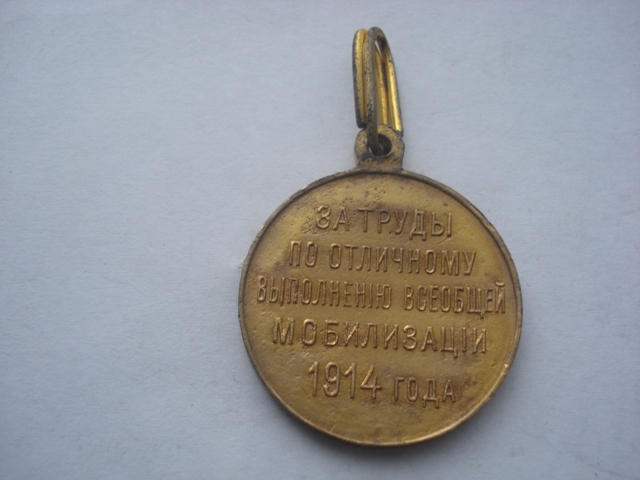 ЗА ТРУДЫ
ПО ОТЛИЧНОМУ
ВЫПОЛНЕНІЮ ВСЕОБЩЕЙ
МОБИЛИЗАЦІИ
1914 ГОДА